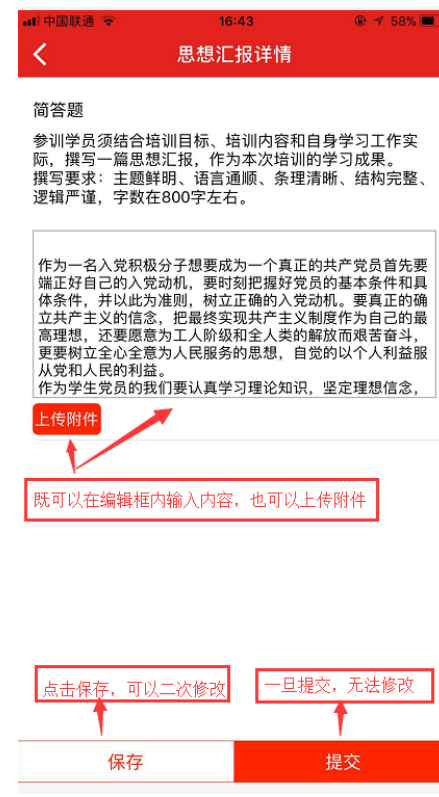 中国联通 16:43 58%
思想汇报详情
简答题
参训学员须结合培训目标、培训内容和自身学习工作实
际，撰写一篇思想汇报，作为本次培训的学习成果。
撰写要求：主题鲜明、语言通顺、条理清晰、结构完整、
逻辑严谨，字数在800字左右。
作为一名入党积极分子想要成为一个真正的共产党员首先要
端正好自己的入党动机，要时刻把握好党员的基本条件和具
体条件，并以此为准则，树立正确的入党动机。要真正的确
立共产主义的信念，把最终实现共产主义制度作为自己的最
高理想，还要愿意为工人阶级和全人类的解放而艰苦奋斗，
更要树立全心全意为人民服务的思想，自觉的以个人利益服
从党和人民的利益。
作为学生党员的我们要认真学习理论知识，坚定理想信念，
上传附件
既可以在编辑框内输入内容，也可以上传附件
点击保存，可以二次修改
一旦提交，无法修改
保存
提交